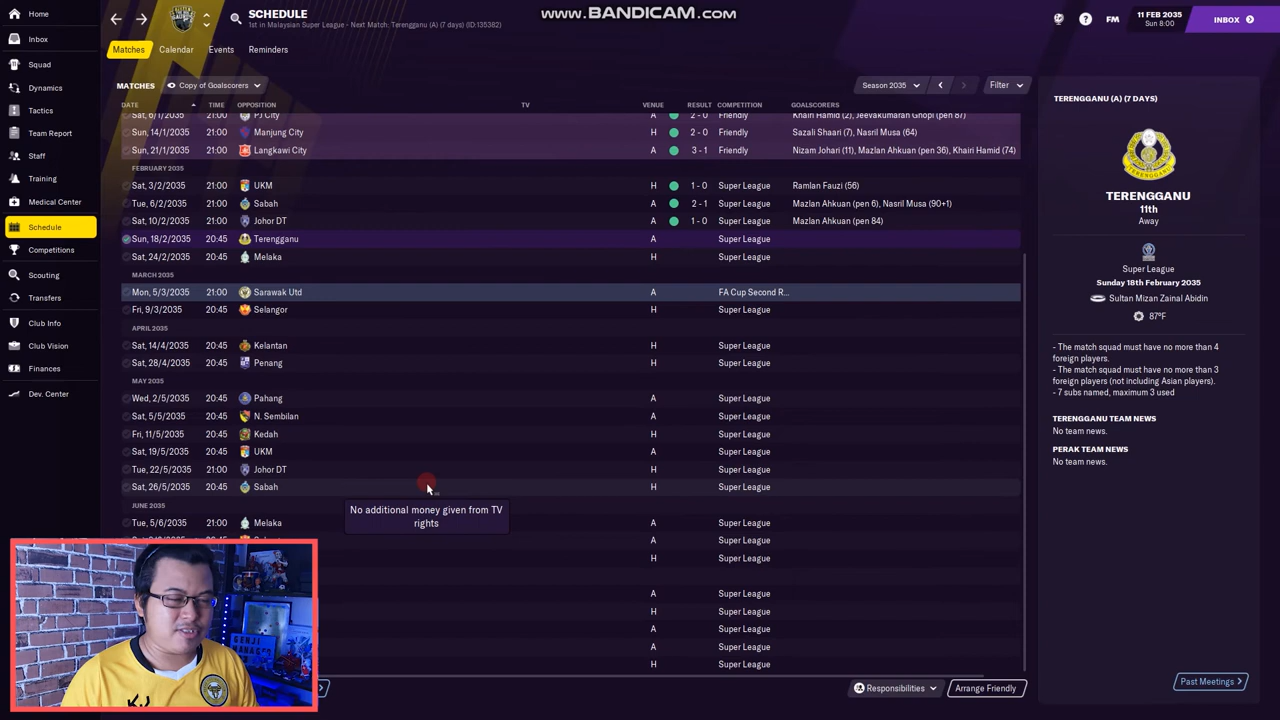 www.BANDICAM.com
SCHEDULE
1st in Malaysian Super League - Next Match: Terengganu (A) (7 days) (ID:135382)
FM
11 FEB 2035
Sun 8:00
INBOX
Home
Inbox
Squad
Dynamics
Tactics
Team Report
Staff
Training
Medical Center
Schedule
Competitions
Scouting
Transfers
Club Info
Club Vision
Finances
Dev. Center
Matches Calendar Events Reminders
MATCHES Copy of Goalscorers Season 2035 Filter
DATE TIME OPPOSITION TV VENUE RESULT COMPETITION GOALSCORERS
Sat, 6/1/2035 21:00 PJ City A 2 - 0 Friendly Khairi Hamid (2), Jeevakumaran Ghopi (pen 87)
Sun, 14/1/2035 21:00 Manjung City H 2 - 0 Friendly Sazali Shaari (7), Nasril Musa (64)
Sun, 21/1/2035 21:00 Langkawi City A 3 - 1 Friendly Nizam Johari (11), Mazlan Ahkuan (pen 36), Khairi Hamid (74)
FEBRUARY 2035
Sat, 3/2/2035 21:00 UKM H 1 - 0 Super League Ramlan Fauzi (56)
Tue, 6/2/2035 21:00 Sabah A 2 - 1 Super League Mazlan Ahkuan (pen 6), Nasril Musa (90+1)
Sat, 10/2/2035 21:00 Johor DT A 1 - 0 Super League Mazlan Ahkuan (pen 84)
Sun, 18/2/2035 20:45 Terengganu A Super League
Sat, 24/2/2035 20:45 Melaka H Super League
MARCH 2035
Mon, 5/3/2035 21:00 Sarawak Utd A FA Cup Second R...
Fri, 9/3/2035 20:45 Selangor H Super League
APRIL 2035
Sat, 14/4/2035 20:45 Kelantan H Super League
Sat, 28/4/2035 20:45 Penang H Super League
MAY 2035
Wed, 2/5/2035 20:45 Pahang A Super League
Sat, 5/5/2035 20:45 N. Sembilan A Super League
Fri, 11/5/2035 20:45 Kedah H Super League
Sat, 19/5/2035 20:45 UKM A Super League
Tue, 22/5/2035 21:00 Johor DT H Super League
Sat, 26/5/2035 20:45 Sabah H Super League
No additional money given from TV
rights
JUNE 2035
Tue, 5/6/2035 21:00 Melaka A Super League
A Super League
H Super League
A Super League
H Super League
A Super League
A Super League
H Super League
Responsibilities Arrange Friendly
TERENGGANU (A) (7 DAYS)
TERENGGANU
11th
Away
Super League
Sunday 18th February 2035
Sultan Mizan Zainal Abidin
87°F
- The match squad must have no more than 4
foreign players.
- The match squad must have no more than 3
foreign players (not including Asian players).
- 7 subs named, maximum 3 used
TERENGGANU TEAM NEWS
No team news.
PERAK TEAM NEWS
No team news.
Past Meetings